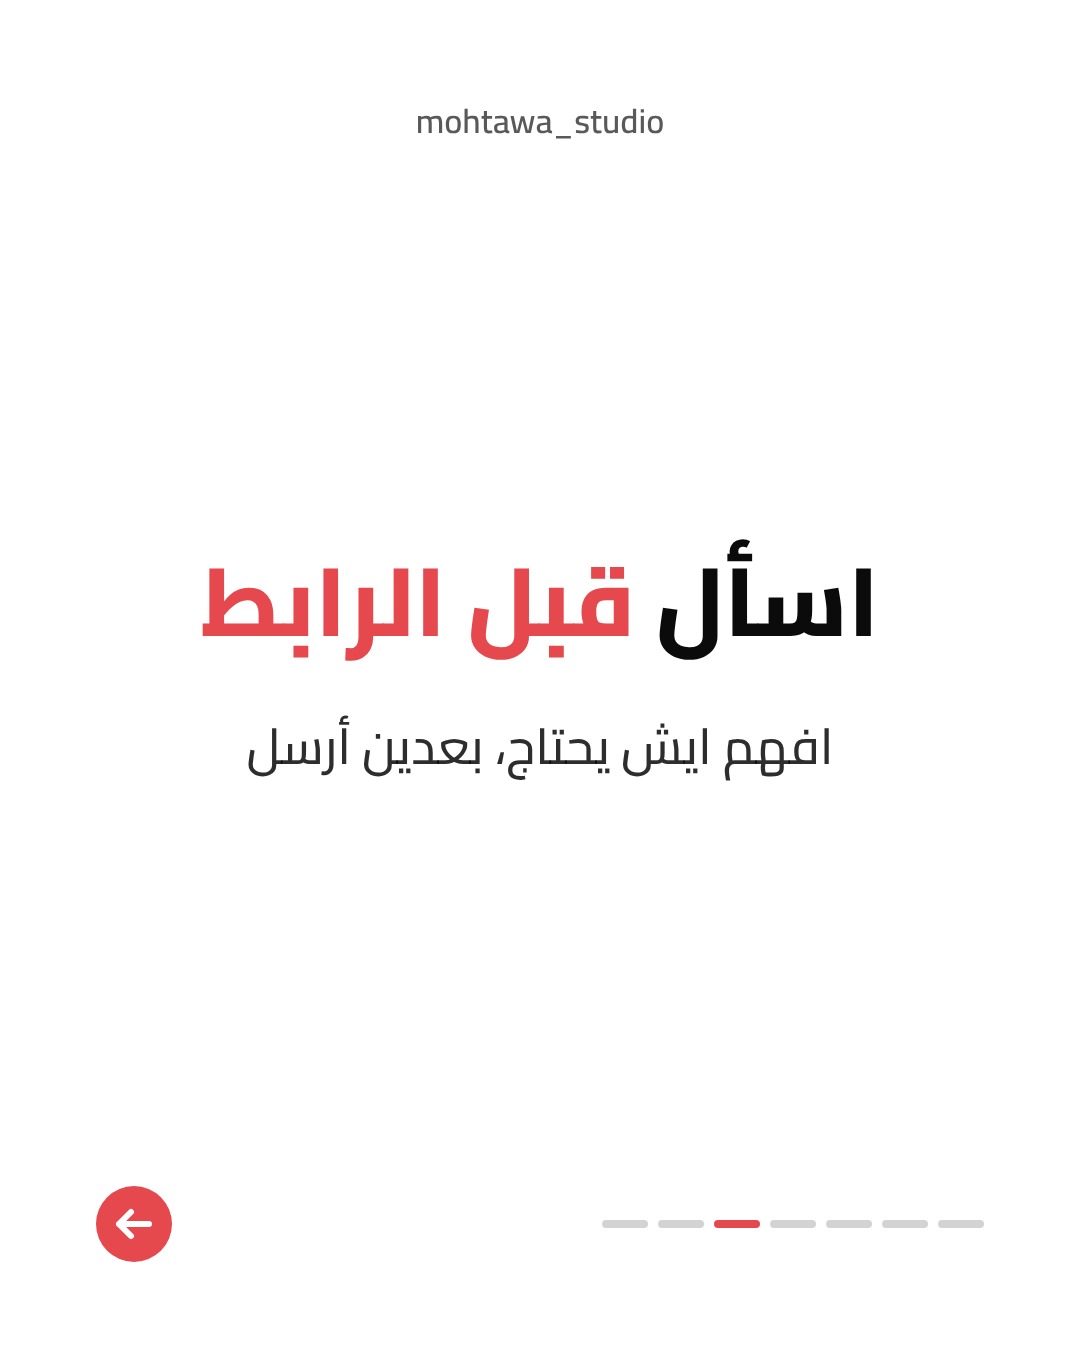 mohtawa_studio
اسأل قبل الرابط
افهم ايش يحتاج، بعدين أرسل